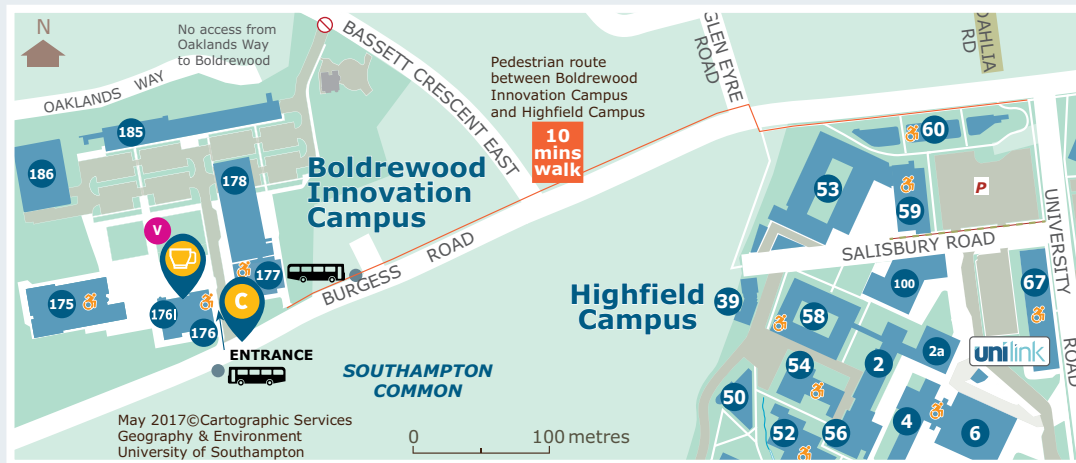 N
No access from
Oaklands Way
to Boldrewood
OAKLANDS WAY
BASSETT CRESCENT EAST
GLEN EYRE
ROAD
DAHLIA
RD
Pedestrian route
between Boldrewood
Innovation Campus
and Highfield Campus
10
mins
walk
185
186
178
60
53
59
P
Boldrewood
Innovation
Campus
V
UNIVERSITY
ROAD
SALISBURY ROAD
BURGESS ROAD
177
175
176I
176
C
100
67
39
Highfield
Campus
58
2
2a
unilink
ENTRANCE
SOUTHAMPTON
COMMON
54
50
52
56
4
6
May 2017©Cartographic Services
Geography & Environment
University of Southampton
0 100 metres